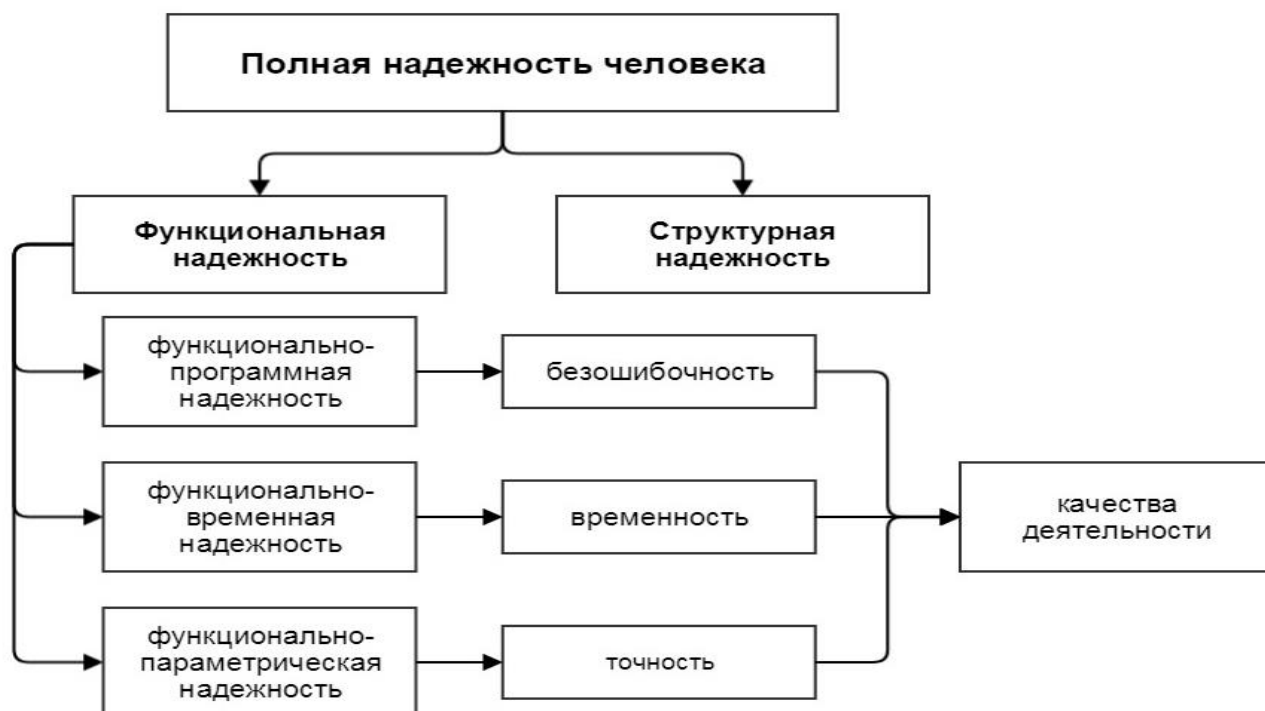 Полная надежность человека
Функциональная
надежность
Структурная
надежность
функционально-
программная
надежность
безошибочность
функционально-
временная
надежность
временность
качества
деятельности
функционально-
параметрическая
надежность
точность